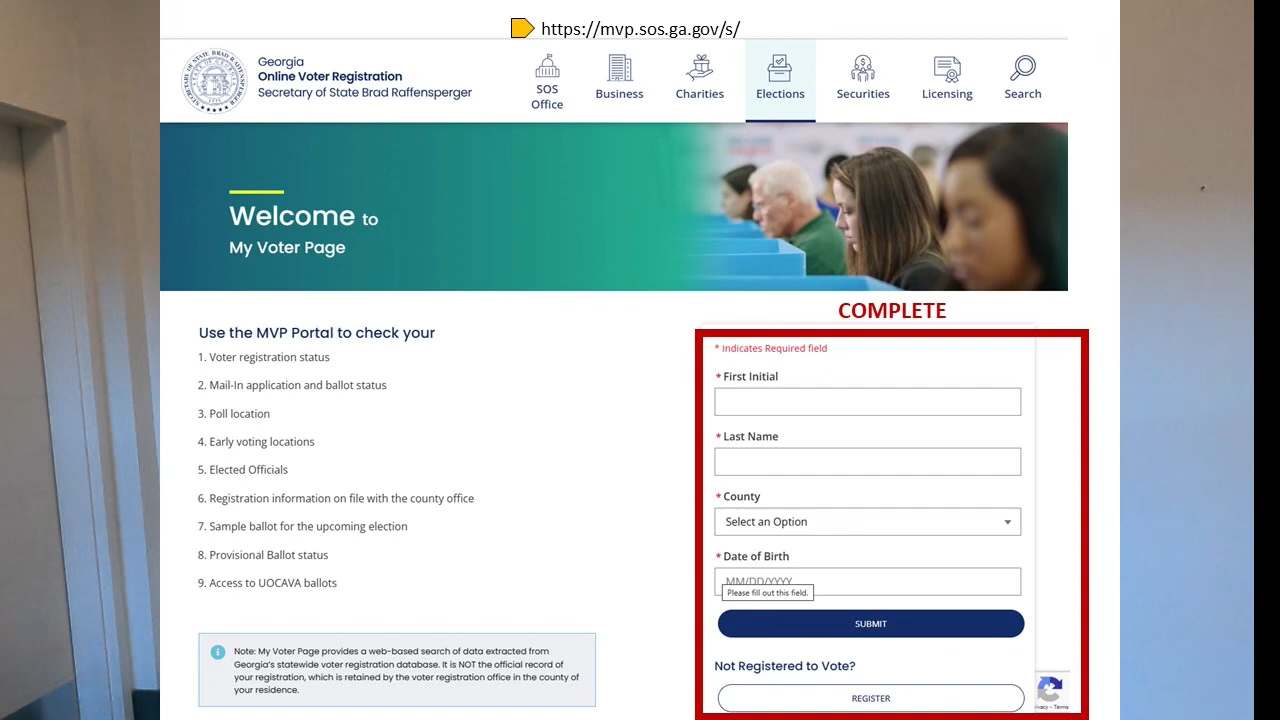 https://mvp.sos.ga.gov/s/
Georgia
Online Voter Registration
Secretary of State Brad Raffensperger
SOS
Office
Business
Charities
Elections
Securities
Licensing
Search
Welcome to
My Voter Page
Use the MVP Portal to check your
1. Voter registration status
2. Mail-In application and ballot status
3. Poll location
4. Early voting locations
5. Elected Officials
6. Registration information on file with the county office
7. Sample ballot for the upcoming election
8. Provisional Ballot status
9. Access to UOCAVA ballots
Note: My Voter Page provides a web-based search of data extracted from
Georgia's statewide voter registration database. It is NOT the official record of
your registration, which is retained by the voter registration office in the county of
your residence.
COMPLETE
* Indicates Required field
* First Initial
* Last Name
* County
Select an Option
* Date of Birth
MM/DD/YYYY
Please fill out this field.
SUBMIT
Not Registered to Vote?
REGISTER
- Terms